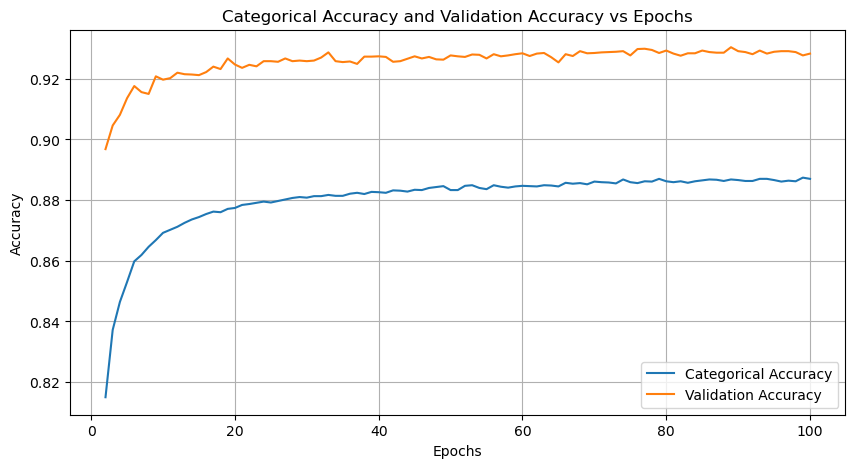 Categorical Accuracy and Validation Accuracy vs Epochs
Accuracy
0.92
0.90
0.88
0.86
0.84
0.82
0
20
40
60
80
100
Epochs
Categorical Accuracy
Validation Accuracy